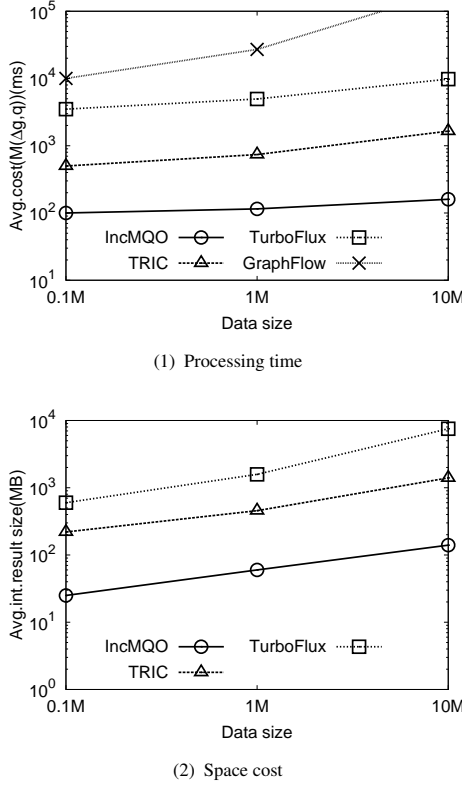 10^5
10^4
10^3
10^2
10^1
Avg.cost(M(Δg,q))(ms)
IncMQO TurboFlux
TRIC GraphFlow
0.1M 1M 10M
Data size
(1) Processing time
10^4
10^3
10^2
10^1
10^0
Avg.int.result size(MB)
IncMQO TurboFlux
TRIC
0.1M 1M 10M
Data size
(2) Space cost